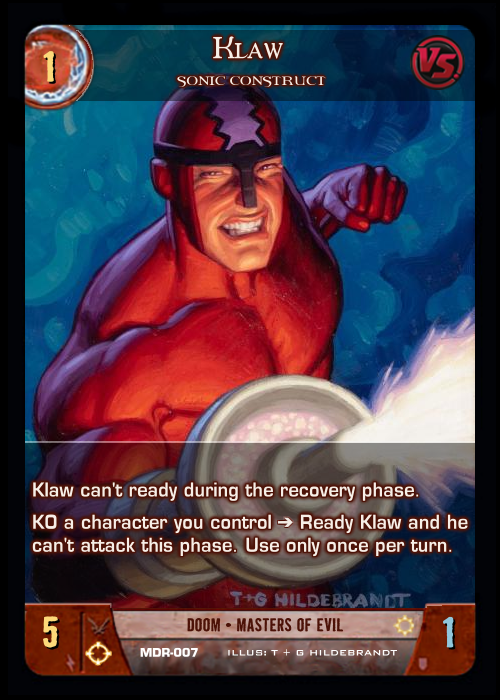 1
KLAW
SONIC CONSTRUCT
VS
Klaw can't ready during the recovery phase.
KO a character you control ➔ Ready Klaw and he
can't attack this phase. Use only once per turn.
T+G HILDEBRANDT
5
DOOM • MASTERS OF EVIL
1
MDR-007 ILLUS: T + G HILDEBRANDT